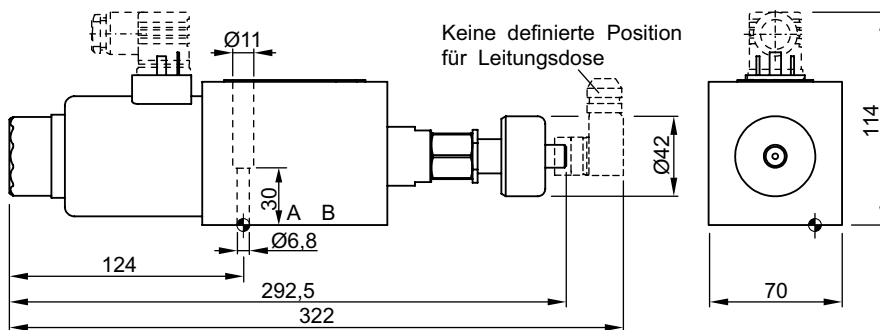 Ø11
Keine definierte Position
für Leitungsdose
114
Ø42
30
A B
Ø6,8
124
292,5
70
322